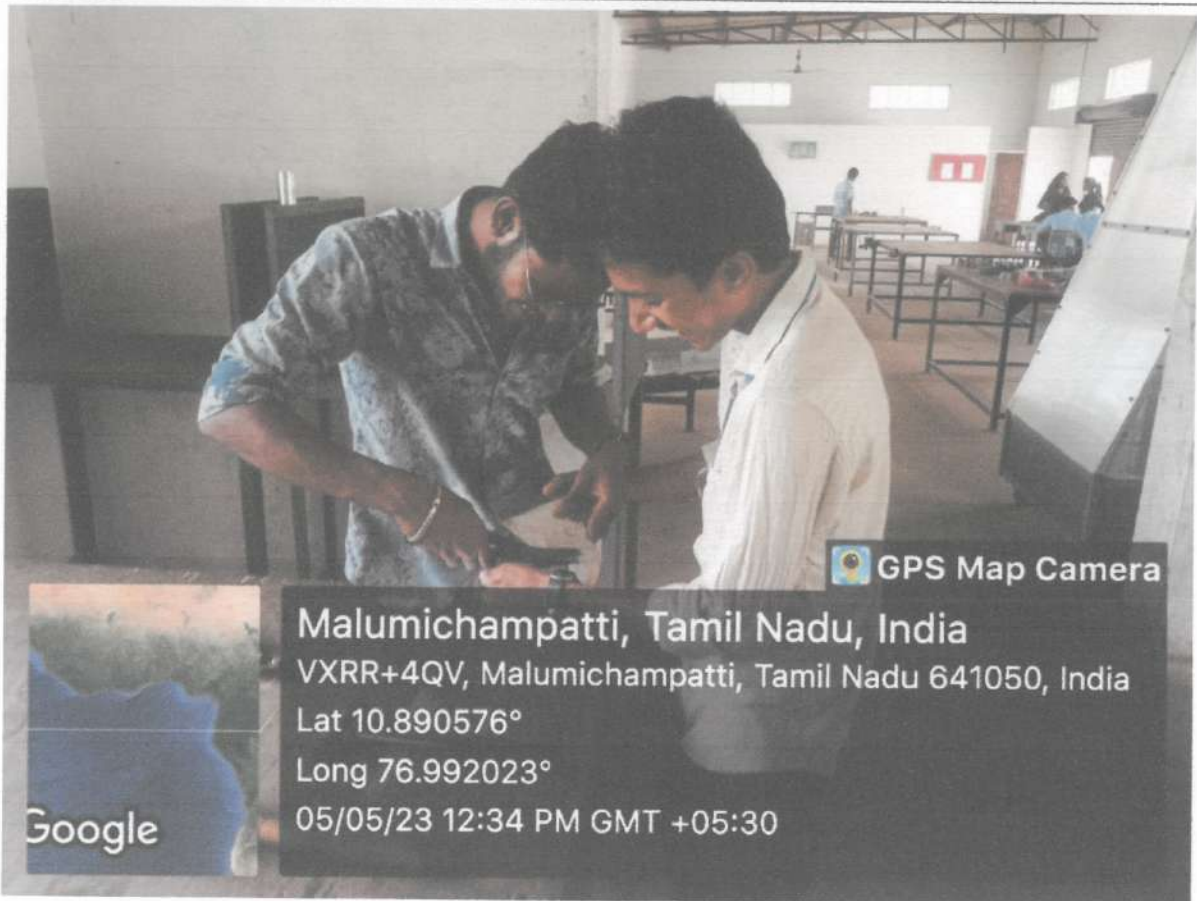 GPS Map Camera
Malumichampatti, Tamil Nadu, India
VXRR+4QV, Malumichampatti, Tamil Nadu 641050, India
Lat 10.890576°
Long 76.992023°
05/05/23 12:34 PM GMT +05:30
Google